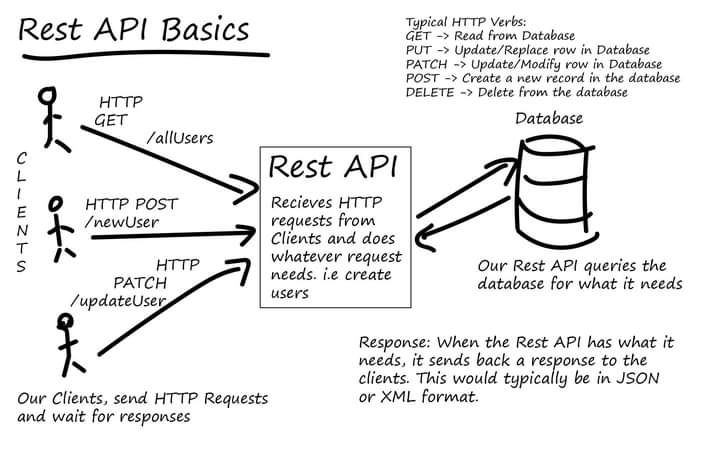 Rest API Basics
Typical HTTP Verbs:
GET -> Read from Database
PUT -> Update/Replace row in Database
PATCH -> Update/Modify row in Database
POST -> Create a new record in the database
DELETE -> Delete from the database
CLIENTS
HTTP
GET
/allUsers
HTTP POST
/newUser
HTTP
PATCH
/updateUser
Our Clients, send HTTP Requests
and wait for responses
Rest API
Recieves HTTP
requests from
Clients and does
whatever request
needs. i.e create
users
Database
Our Rest API queries the
database for what it needs
Response: When the Rest API has what it
needs, it sends back a response to the
clients. This would typically be in JSON
or XML format.